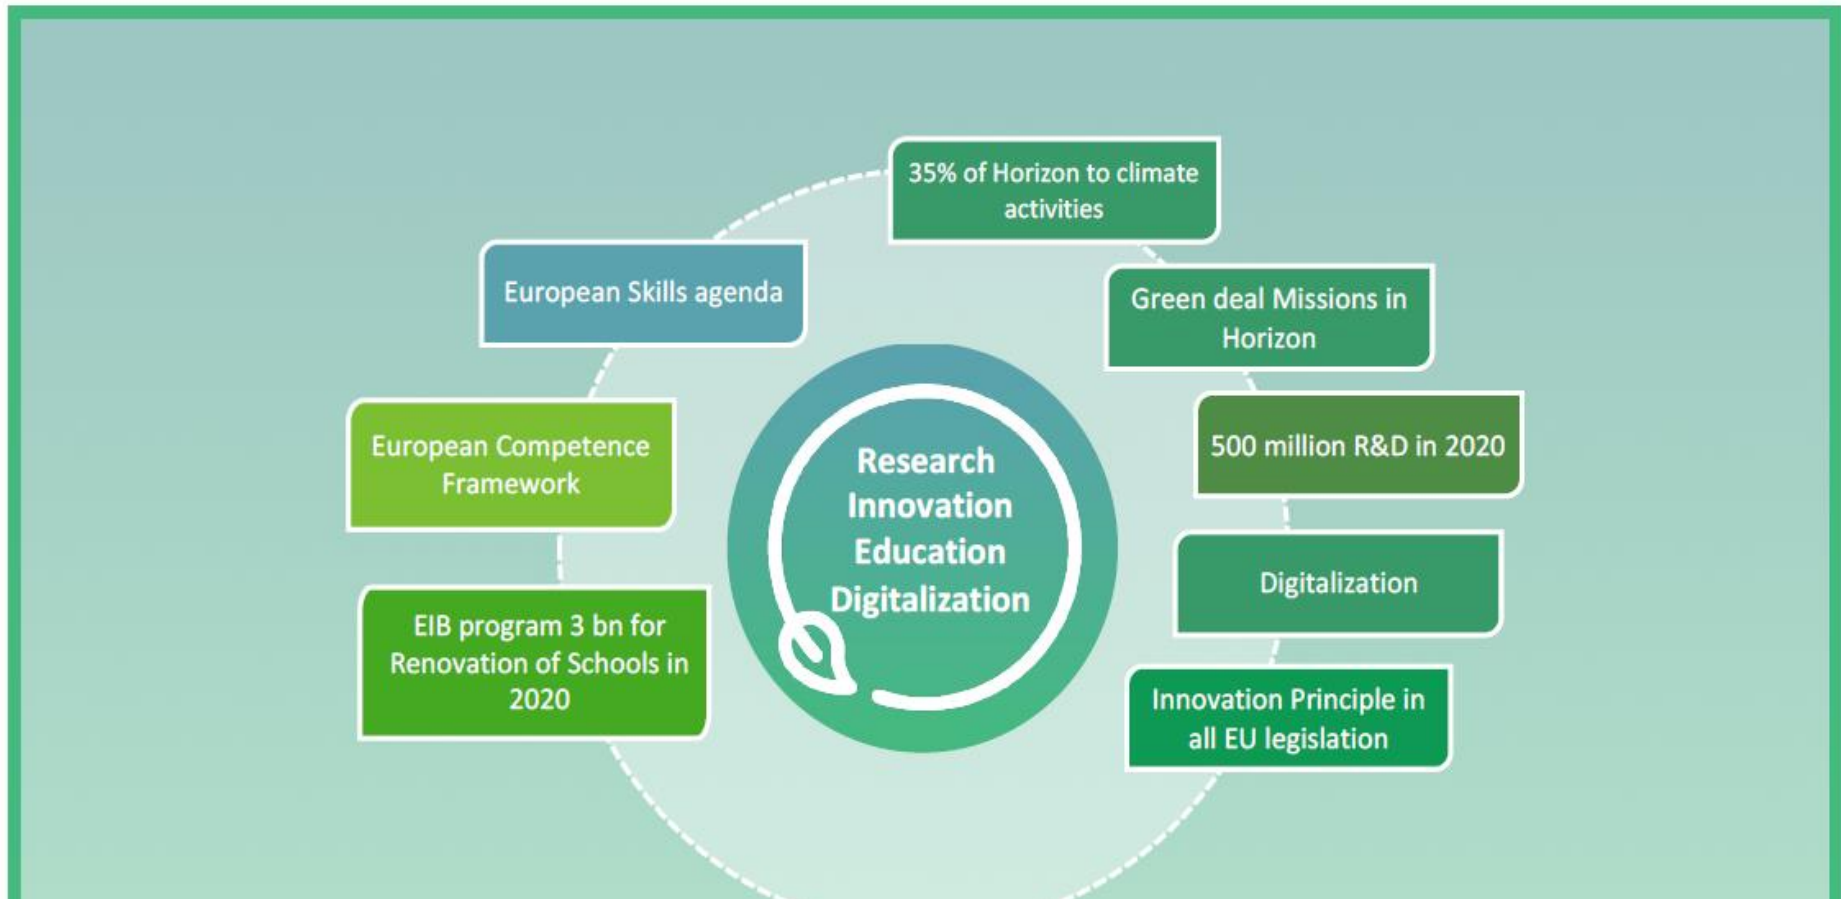 35% of Horizon to climate
activities
European Skills agenda
Green deal Missions in
Horizon
European Competence
Framework
500 million R&D in 2020
Research
Innovation
Education
Digitalization
Digitalization
EIB program 3 bn for
Renovation of Schools in
2020
Innovation Principle in
all EU legislation